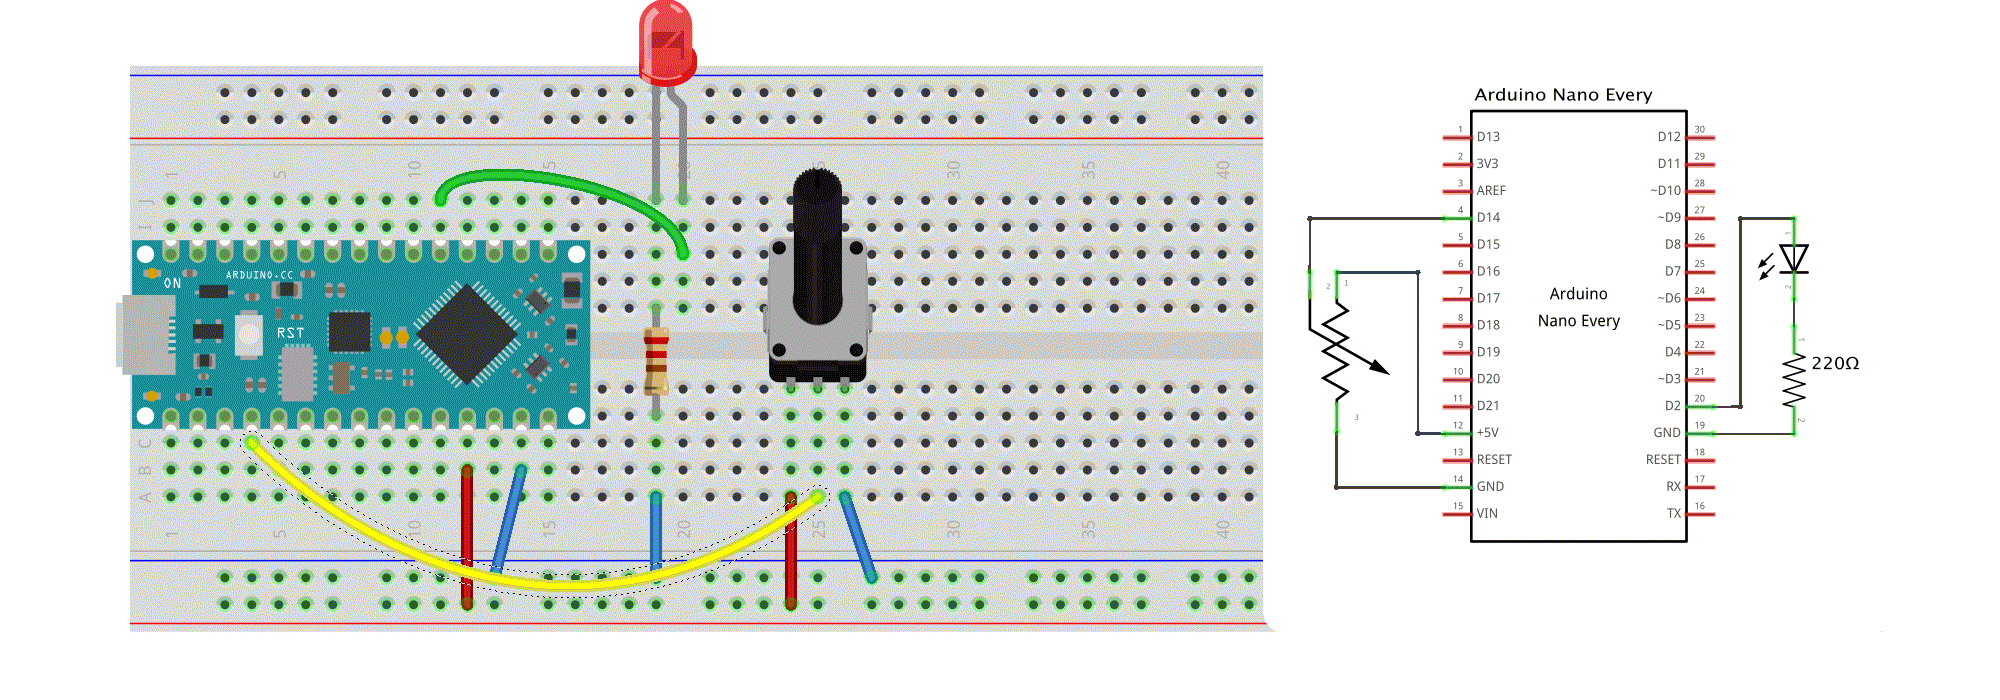 1 5 10 15 20 25 30 35 40
J
I
ARDUINO.CC
ON
RST
C
B
A
1 5 10 15 20 25 30 35 40
Arduino Nano Every
1 D13 D12 30
2 3V3 D11 29
3 AREF ~D10 28
4 D14 ~D9 27
5 D15 D8 26
6 D16 D7 25
7 D17 ~D6 24
8 D18 ~D5 23
9 D19 D4 22
10 D20 ~D3 21
11 D21 D2 20
12 +5V GND 19
13 RESET RESET 18
14 GND RX 17
15 VIN TX 16
Arduino
Nano Every
2 1
3
1
2
1
220Ω
2